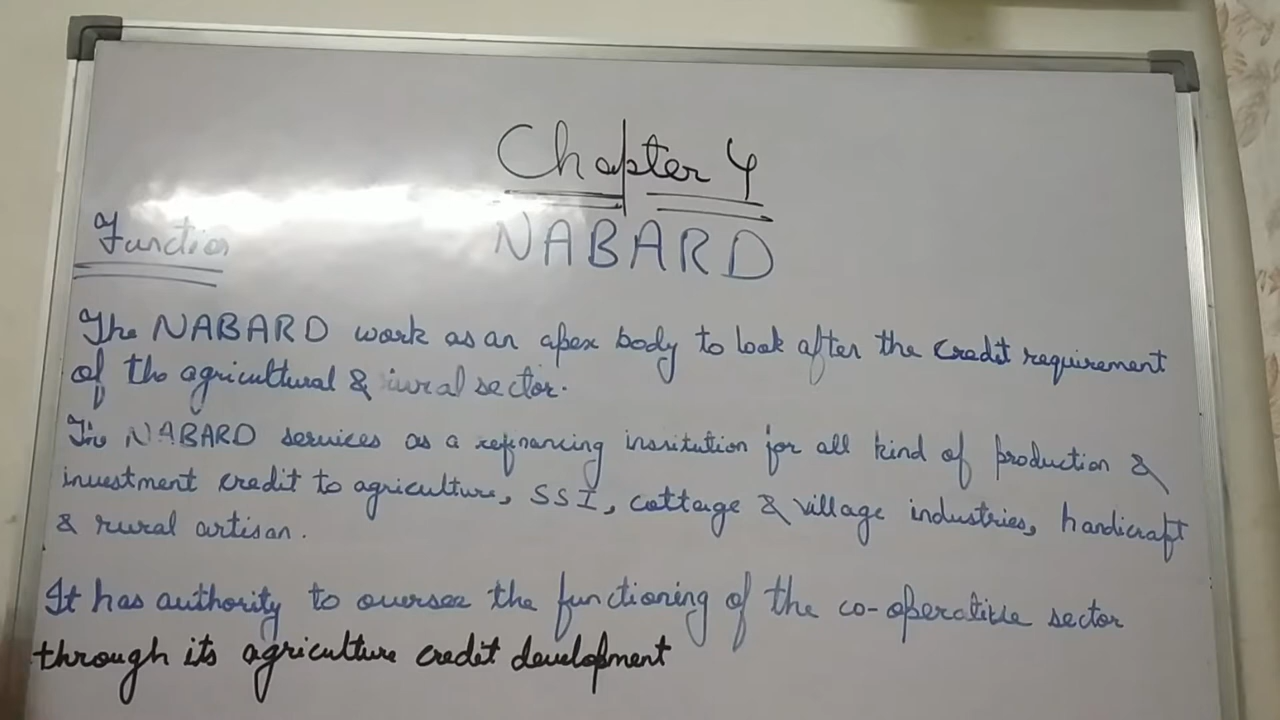 Chapter 4
NABARD
Function
The NABARD work as an apex body to look after the credit requirement
of the agricultural & rural sector.
The NABARD services as a refinancing insritution for all kind of production &
investment credit to agriculture, SSI, cottage & village industries, handicraft
& rural artisan.
It has authority to oversee the functioning of the co-operative sector
through its agriculture credit development